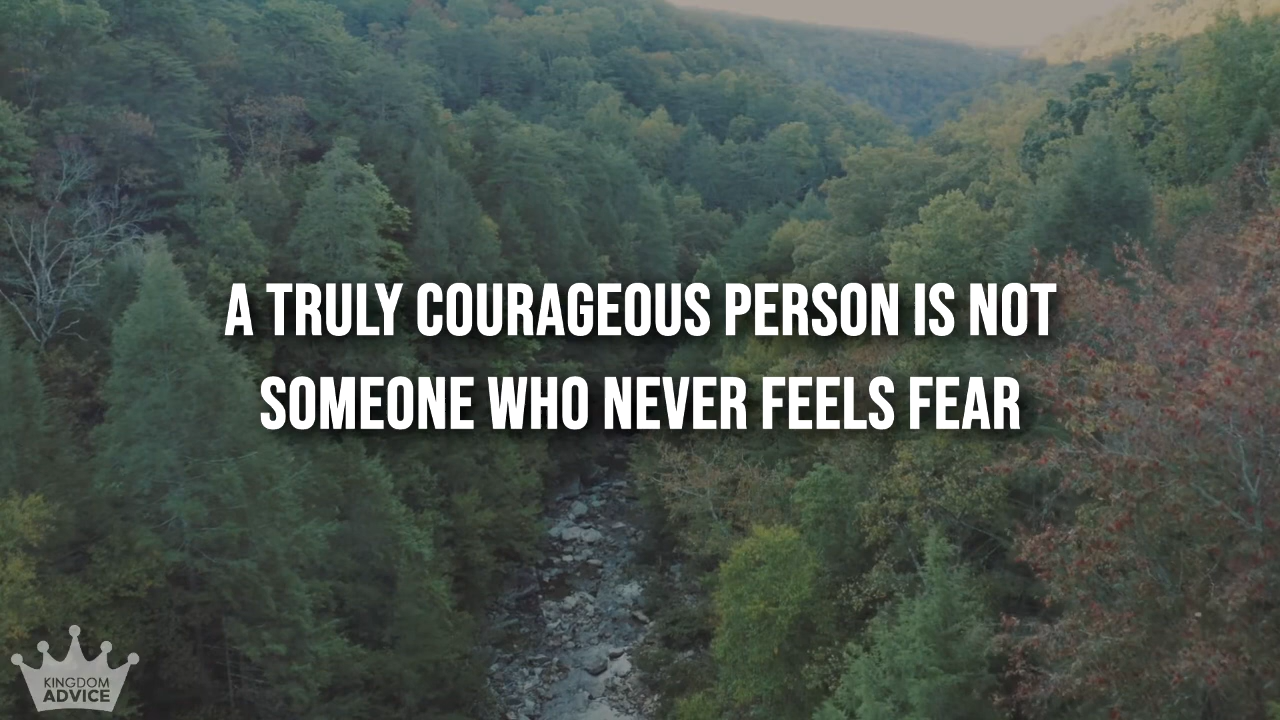 A TRULY COURAGEOUS PERSON IS NOT
SOMEONE WHO NEVER FEELS FEAR
KINGDOM
ADVICE